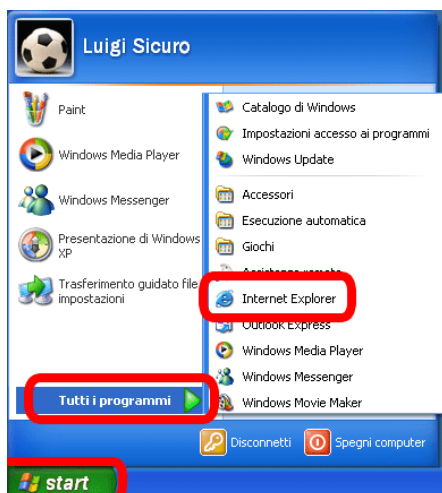 Luigi Sicuro
Paint
Windows Media Player
Windows Messenger
Presentazione di Windows
XP
Trasferimento guidato file
impostazioni
Tutti i programmi
Catalogo di Windows
Impostazioni accesso ai programmi
Windows Update
Accessori
Esecuzione automatica
Giochi
Assistenza remota
Internet Explorer
Outlook Express
Windows Media Player
Windows Messenger
Windows Movie Maker
Disconnetti
Spegni computer
start